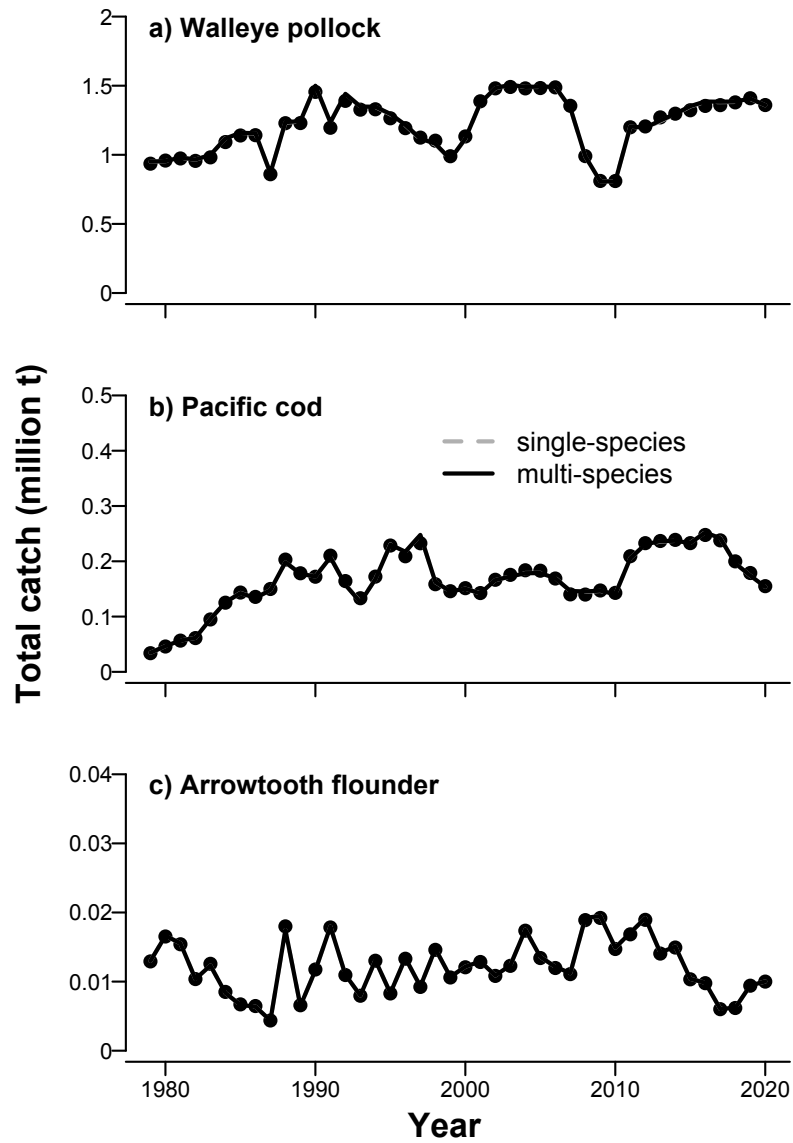 Total catch (million t)
a) Walleye pollock
2
1.5
1
0.5
0
b) Pacific cod
0.5
0.4
0.3
0.2
0.1
0
single-species
multi-species
c) Arrowtooth flounder
0.04
0.03
0.02
0.01
0
1980 1990 2000 2010 2020
Year